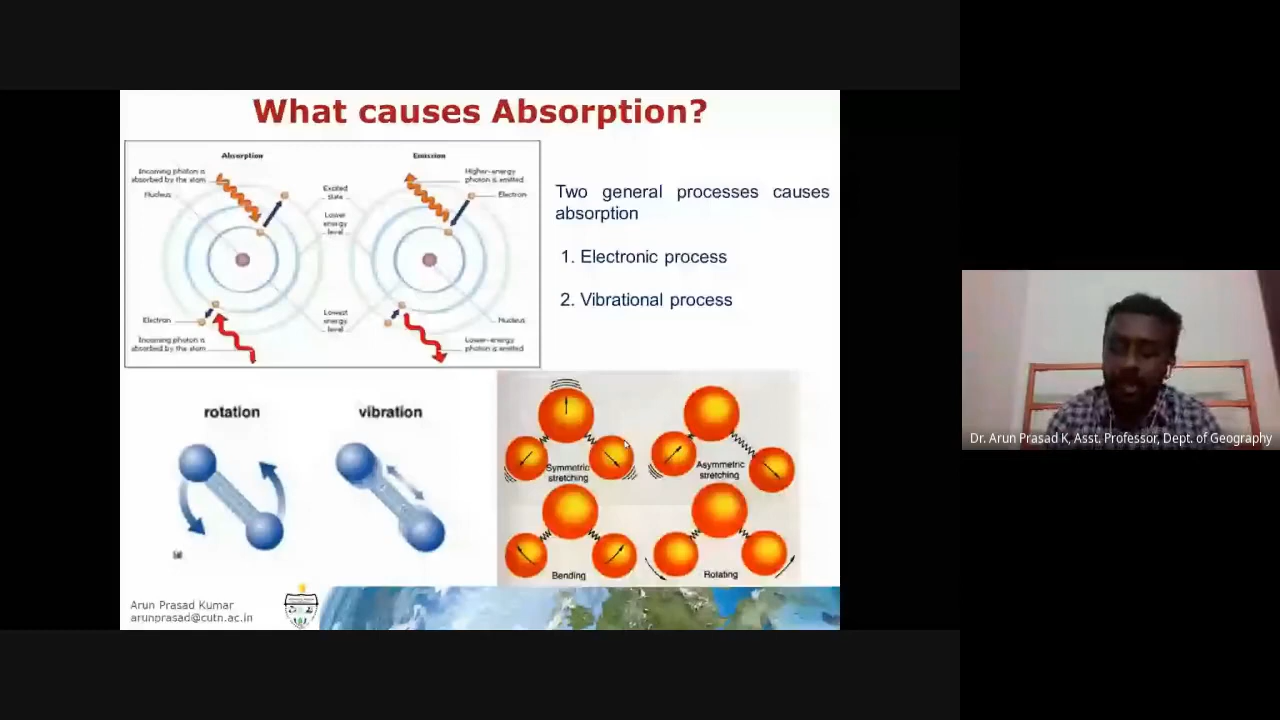 What causes Absorption?
Absorption
Emission
Incoming photon is
absorbed by the atom
Nucleus
Excited
state
Lower
energy
level
Higher-energy
photon is emitted
Electron
Electron
Incoming photon is
absorbed by the atom
Lowest
energy
level
Nucleus
Lower-energy
photon is emitted
Two general processes causes
absorption
1. Electronic process
2. Vibrational process
rotation
vibration
(a)
Symmetric
stretching
Asymmetric
stretching
Bending
Rotating
Arun Prasad Kumar
arunprasad@cutn.ac.in
Dr. Arun Prasad K, Asst. Professor, Dept. of Geography